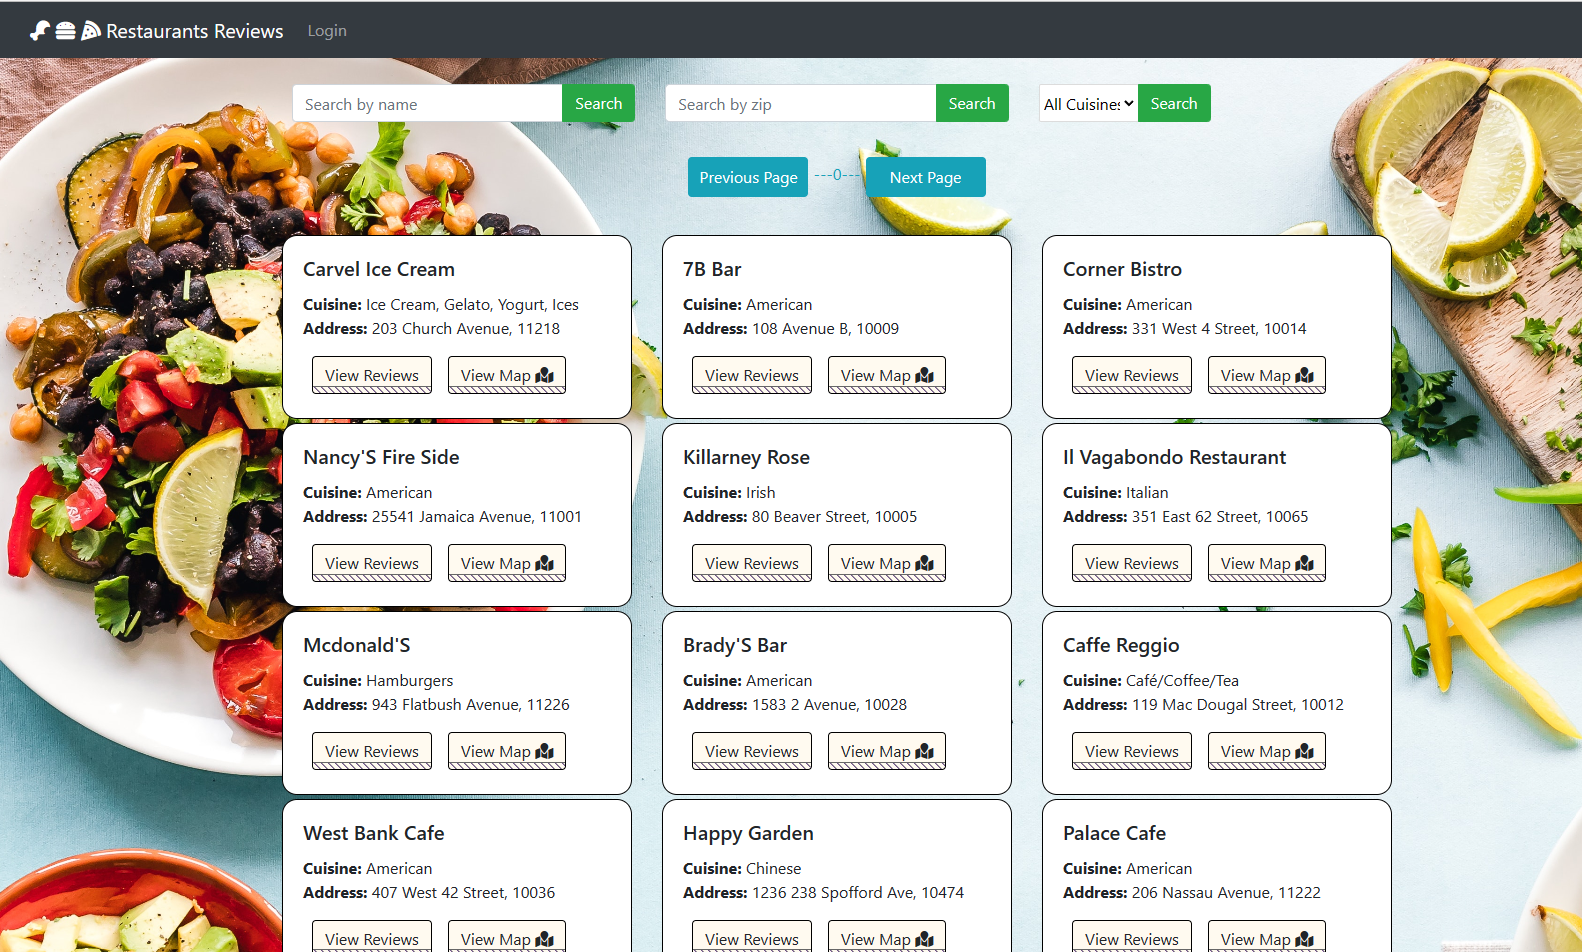 Restaurants Reviews Login
Search by name Search Search by zip Search All Cuisines Search
Previous Page ---0--- Next Page
Carvel Ice Cream
Cuisine: Ice Cream, Gelato, Yogurt, Ices
Address: 203 Church Avenue, 11218
View Reviews View Map
7B Bar
Cuisine: American
Address: 108 Avenue B, 10009
View Reviews View Map
Corner Bistro
Cuisine: American
Address: 331 West 4 Street, 10014
View Reviews View Map
Nancy'S Fire Side
Cuisine: American
Address: 25541 Jamaica Avenue, 11001
View Reviews View Map
Killarney Rose
Cuisine: Irish
Address: 80 Beaver Street, 10005
View Reviews View Map
Il Vagabondo Restaurant
Cuisine: Italian
Address: 351 East 62 Street, 10065
View Reviews View Map
Mcdonald'S
Cuisine: Hamburgers
Address: 943 Flatbush Avenue, 11226
View Reviews View Map
Brady'S Bar
Cuisine: American
Address: 1583 2 Avenue, 10028
View Reviews View Map
Caffe Reggio
Cuisine: Café/Coffee/Tea
Address: 119 Mac Dougal Street, 10012
View Reviews View Map
West Bank Cafe
Cuisine: American
Address: 407 West 42 Street, 10036
View Reviews View Map
Happy Garden
Cuisine: Chinese
Address: 1236 238 Spofford Ave, 10474
View Reviews View Map
Palace Cafe
Cuisine: American
Address: 206 Nassau Avenue, 11222
View Reviews View Map